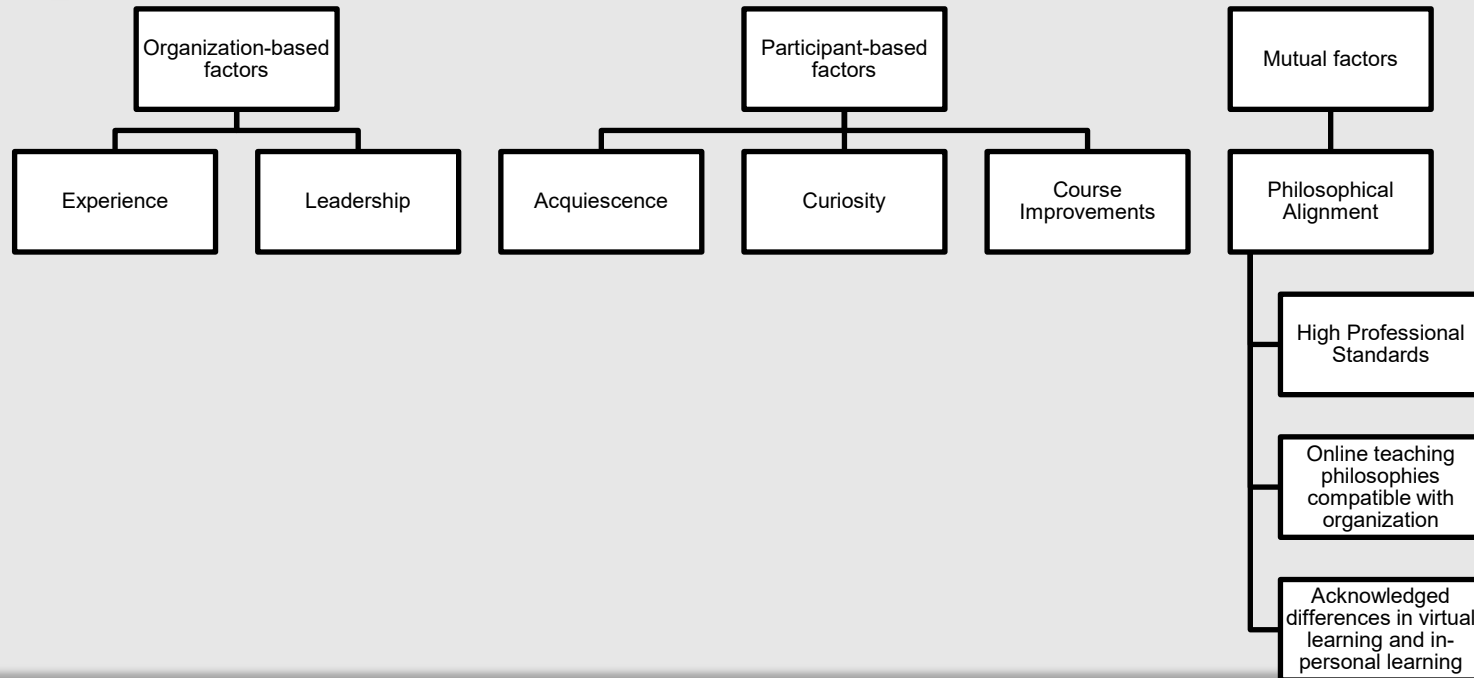 Organization-based
factors
Participant-based
factors
Mutual factors
Experience
Leadership
Acquiescence
Curiosity
Course
Improvements
Philosophical
Alignment
High Professional
Standards
Online teaching
philosophies
compatible with
organization
Acknowledged
differences in virtual
learning and in-
personal learning